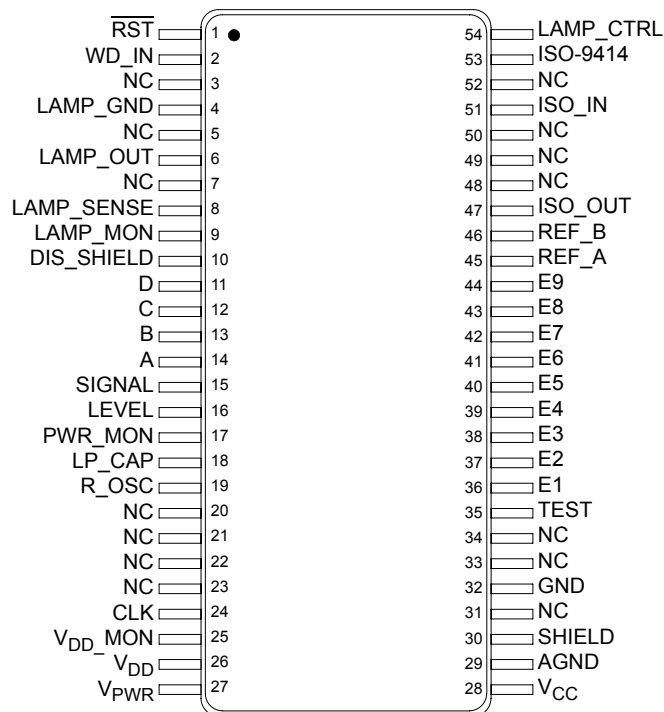 R̅S̅T̅ 1 54 LAMP_CTRL
WD_IN 2 53 ISO-9414
NC 3 52 NC
LAMP_GND 4 51 ISO_IN
NC 5 50 NC
LAMP_OUT 6 49 NC
NC 7 48 NC
LAMP_SENSE 8 47 ISO_OUT
LAMP_MON 9 46 REF_B
DIS_SHIELD 10 45 REF_A
D 11 44 E9
C 12 43 E8
B 13 42 E7
A 14 41 E6
SIGNAL 15 40 E5
LEVEL 16 39 E4
PWR_MON 17 38 E3
LP_CAP 18 37 E2
R_OSC 19 36 E1
NC 20 35 TEST
NC 21 34 NC
NC 22 33 NC
NC 23 32 GND
CLK 24 31 NC
VDD_MON 25 30 SHIELD
VDD 26 29 AGND
VPWR 27 28 VCC